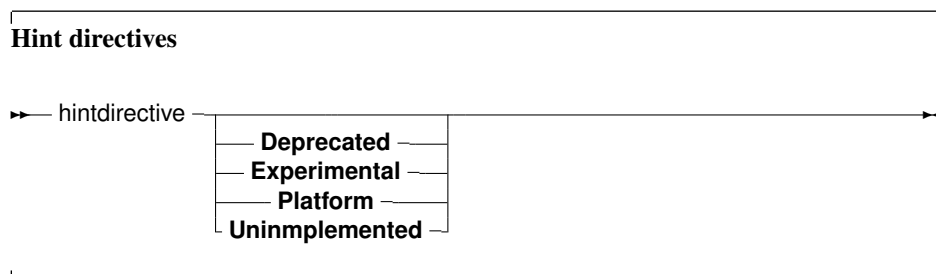 Hint directives
hintdirective
Deprecated
Experimental
Platform
Uninmplemented